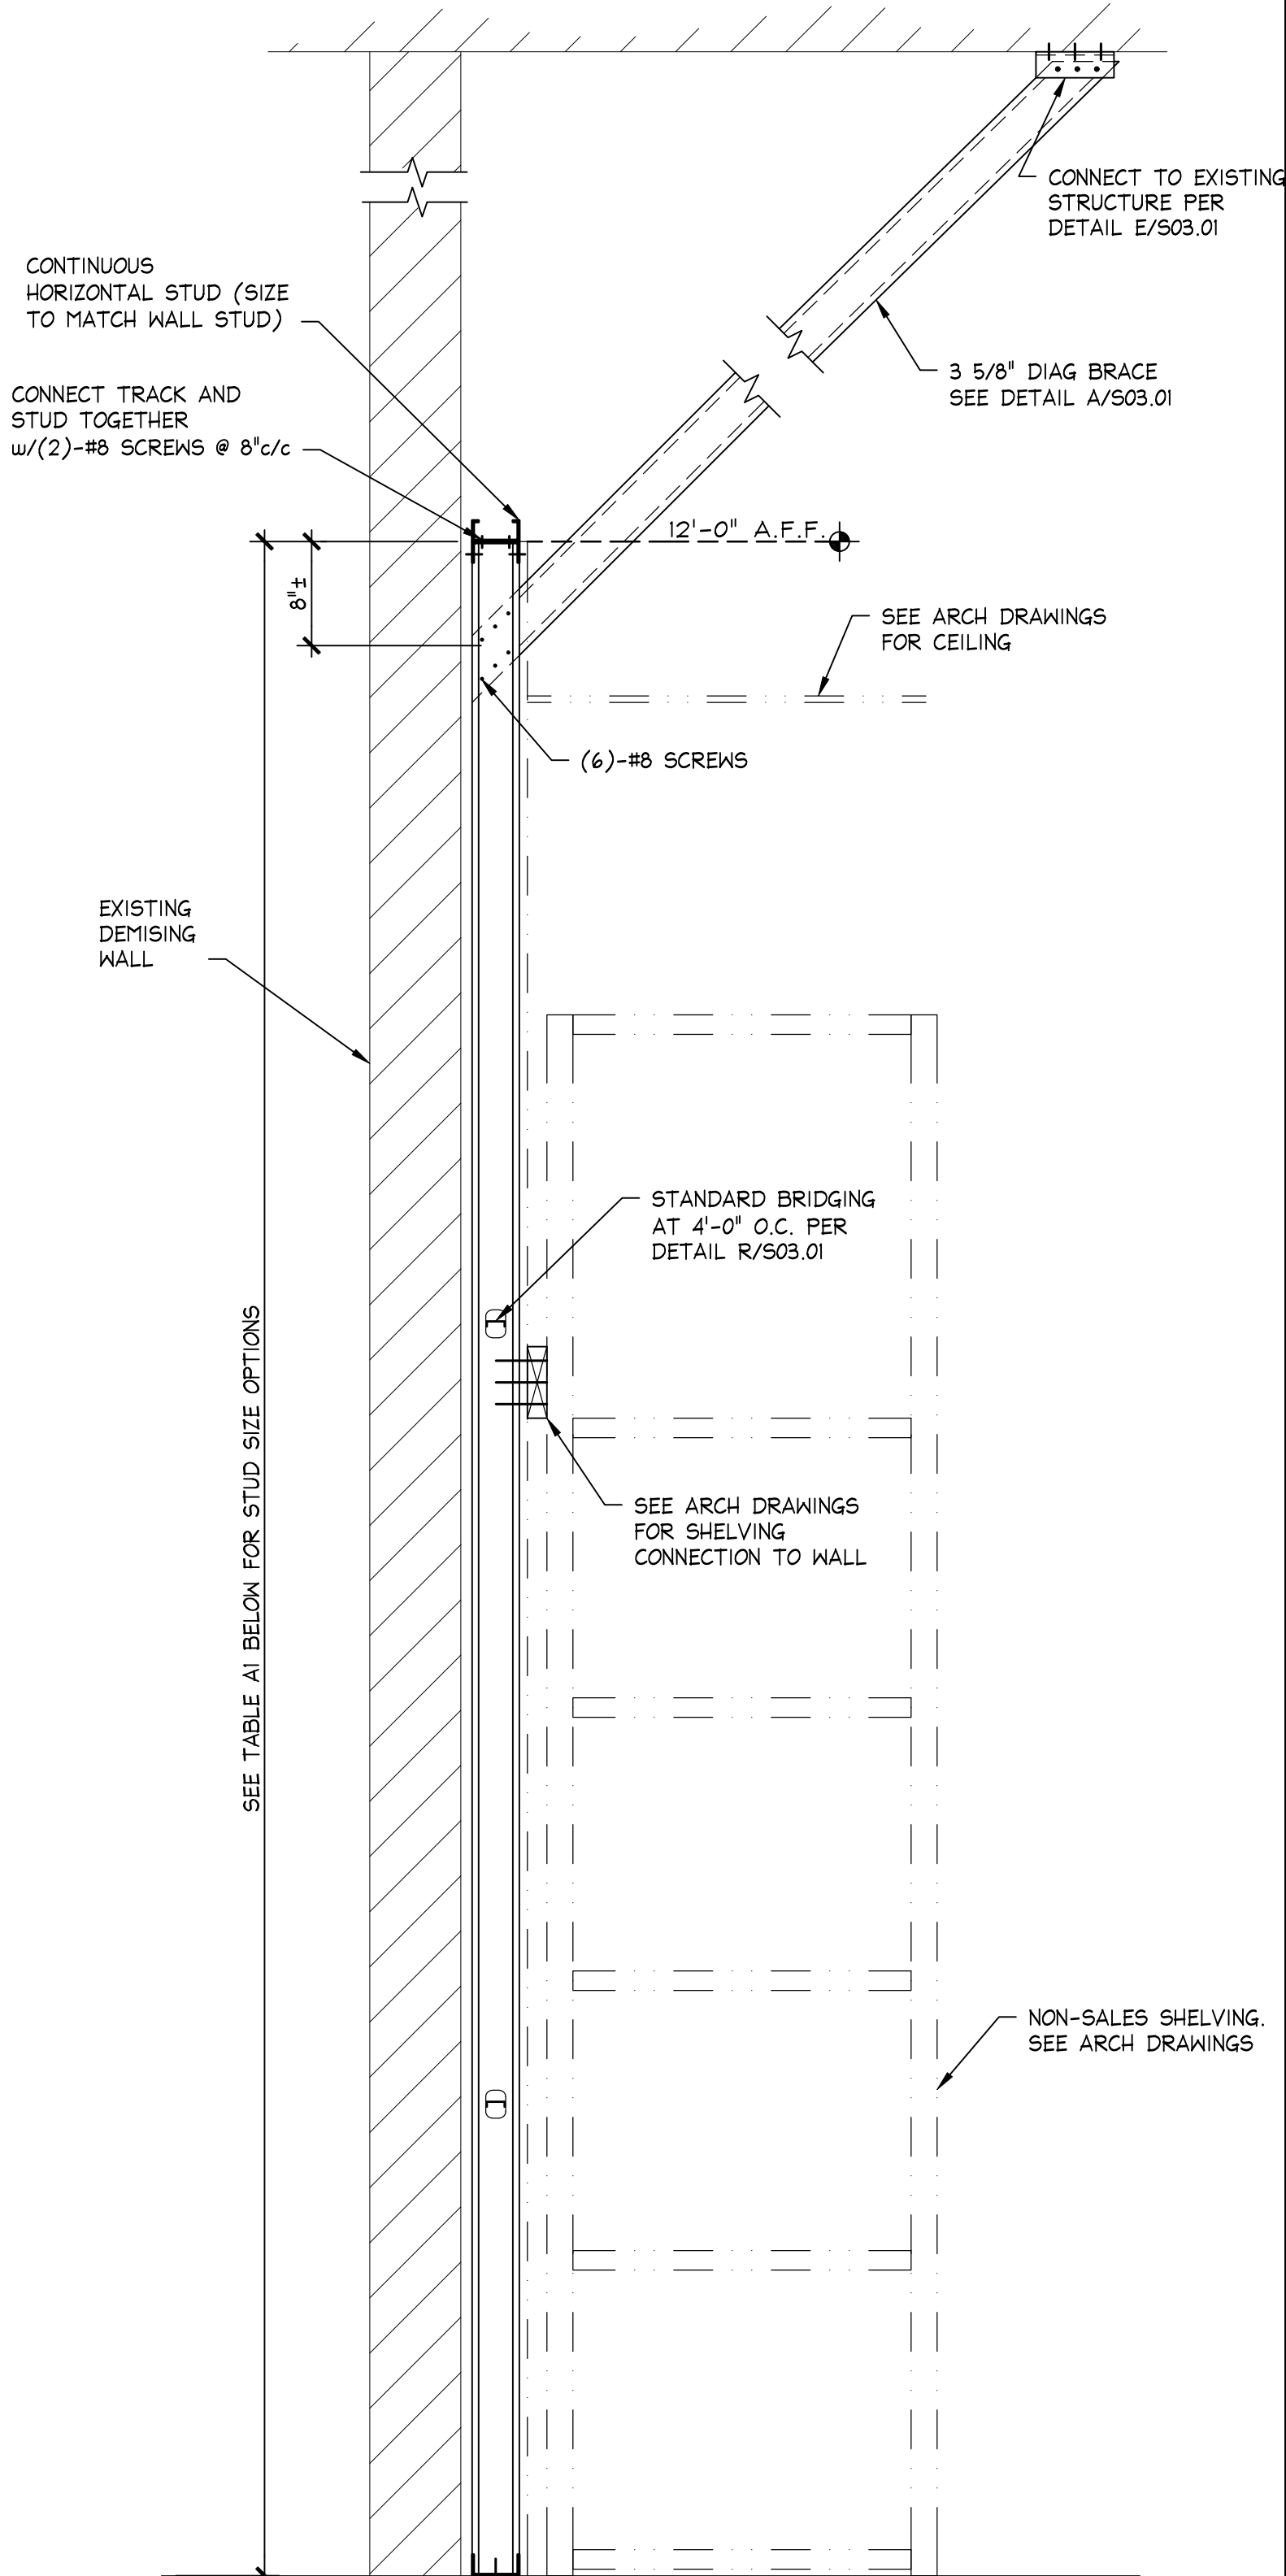 CONNECT TO EXISTING
STRUCTURE PER
DETAIL E/S03.01
CONTINUOUS
HORIZONTAL STUD (SIZE
TO MATCH WALL STUD)
3 5/8" DIAG BRACE
SEE DETAIL A/S03.01
CONNECT TRACK AND
STUD TOGETHER
w/(2)-#8 SCREWS @ 8"c/c
12'-0" A.F.F.
8"±
SEE ARCH DRAWINGS
FOR CEILING
(6)-#8 SCREWS
EXISTING
DEMISING
WALL
STANDARD BRIDGING
AT 4'-0" O.C. PER
DETAIL R/S03.01
SEE TABLE A1 BELOW FOR STUD SIZE OPTIONS
SEE ARCH DRAWINGS
FOR SHELVING
CONNECTION TO WALL
NON-SALES SHELVING.
SEE ARCH DRAWINGS